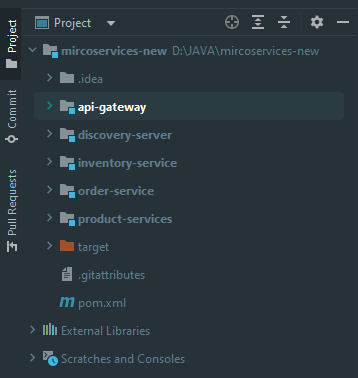 Project
Commit
Pull Requests
Project
mircoservices-new D:\JAVA\mircoservices-new
.idea
api-gateway
discovery-server
inventory-service
order-service
product-services
target
.gitattributes
m pom.xml
External Libraries
Scratches and Consoles